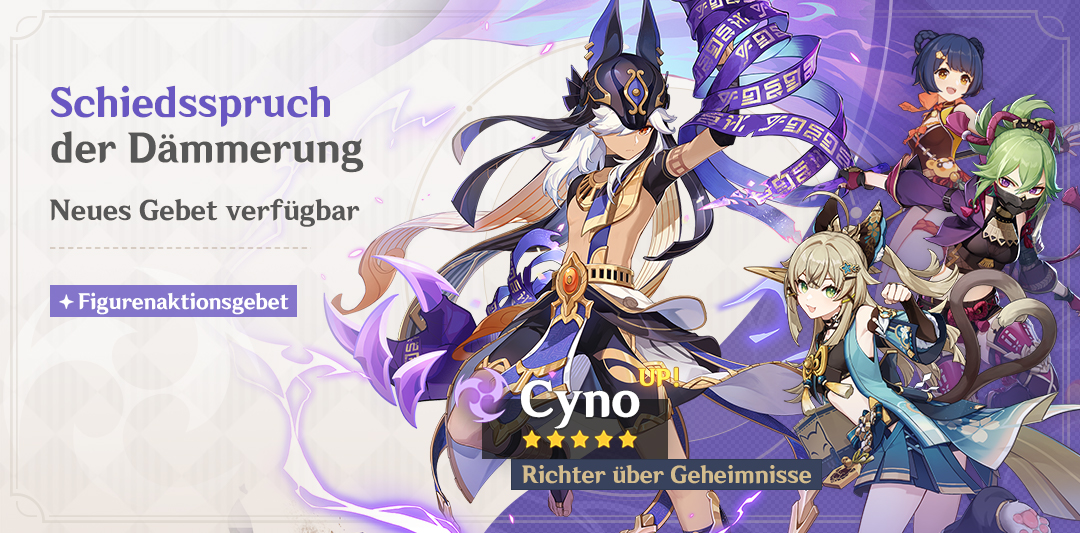 Schiedsspruch
der Dämmerung
Neues Gebet verfügbar
Figurenaktionsgebet
UP!
Cyno
Richter über Geheimnisse